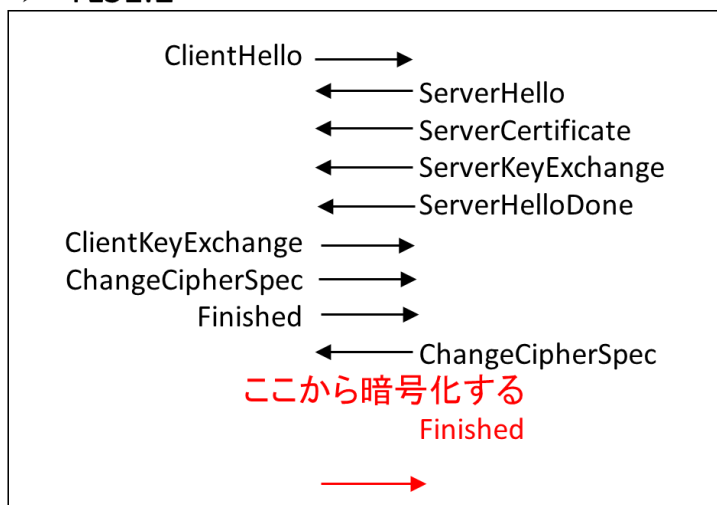 ClientHello
ServerHello
ServerCertificate
ServerKeyExchange
ServerHelloDone
ClientKeyExchange
ChangeCipherSpec
Finished
ChangeCipherSpec
ここから暗号化する
Finished